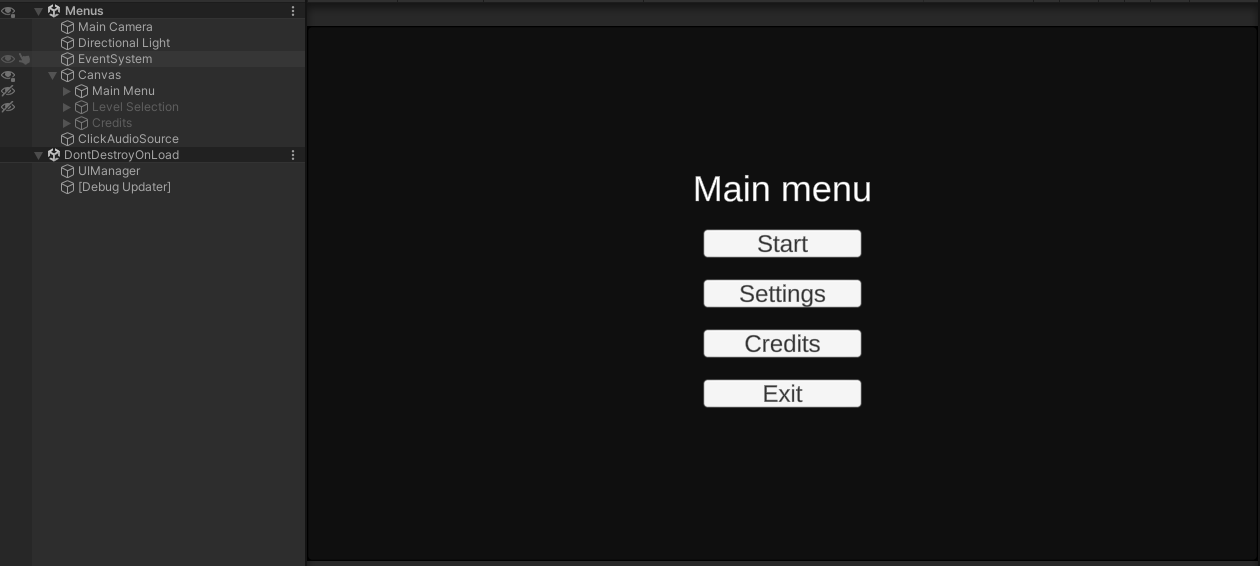 Menus
Main Camera
Directional Light
EventSystem
Canvas
Main Menu
Level Selection
Credits
ClickAudioSource
DontDestroyOnLoad
UIManager
[Debug Updater]
Main menu
Start
Settings
Credits
Exit